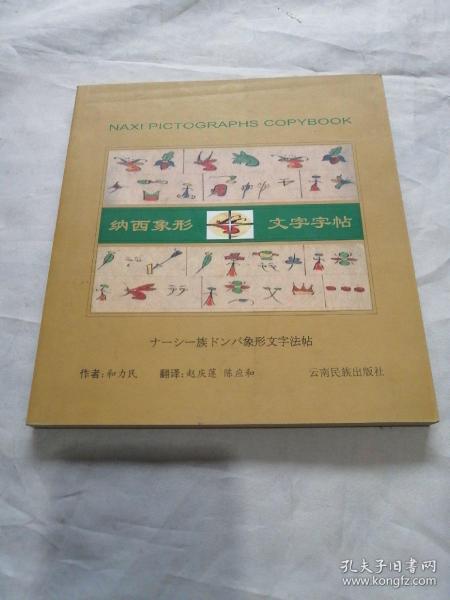 NAXI PICTOGRAPHS COPYBOOK
纳西象形 文字字帖
ナーシー族ドンパ象形文字法帖
作者:和力民 翻译:赵庆莲 陈应和 云南民族出版社
孔夫子旧书网
www.kongfz.com